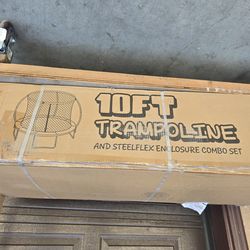 10FT
TRAMPOLINE
AND STEELFLEX ENCLOSURE COMBO SET